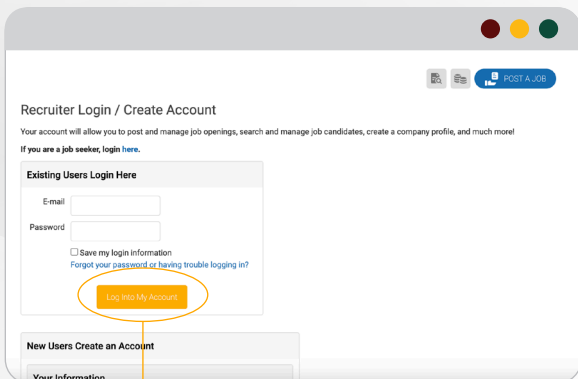 POST A JOB
Recruiter Login / Create Account
Your account will allow you to post and manage job openings, search and manage job candidates, create a company profile, and much more!
If you are a job seeker, login here.
Existing Users Login Here
E-mail
Password
Save my login information
Forgot your password or having trouble logging in?
Log Into My Account
New Users Create an Account
Your Information